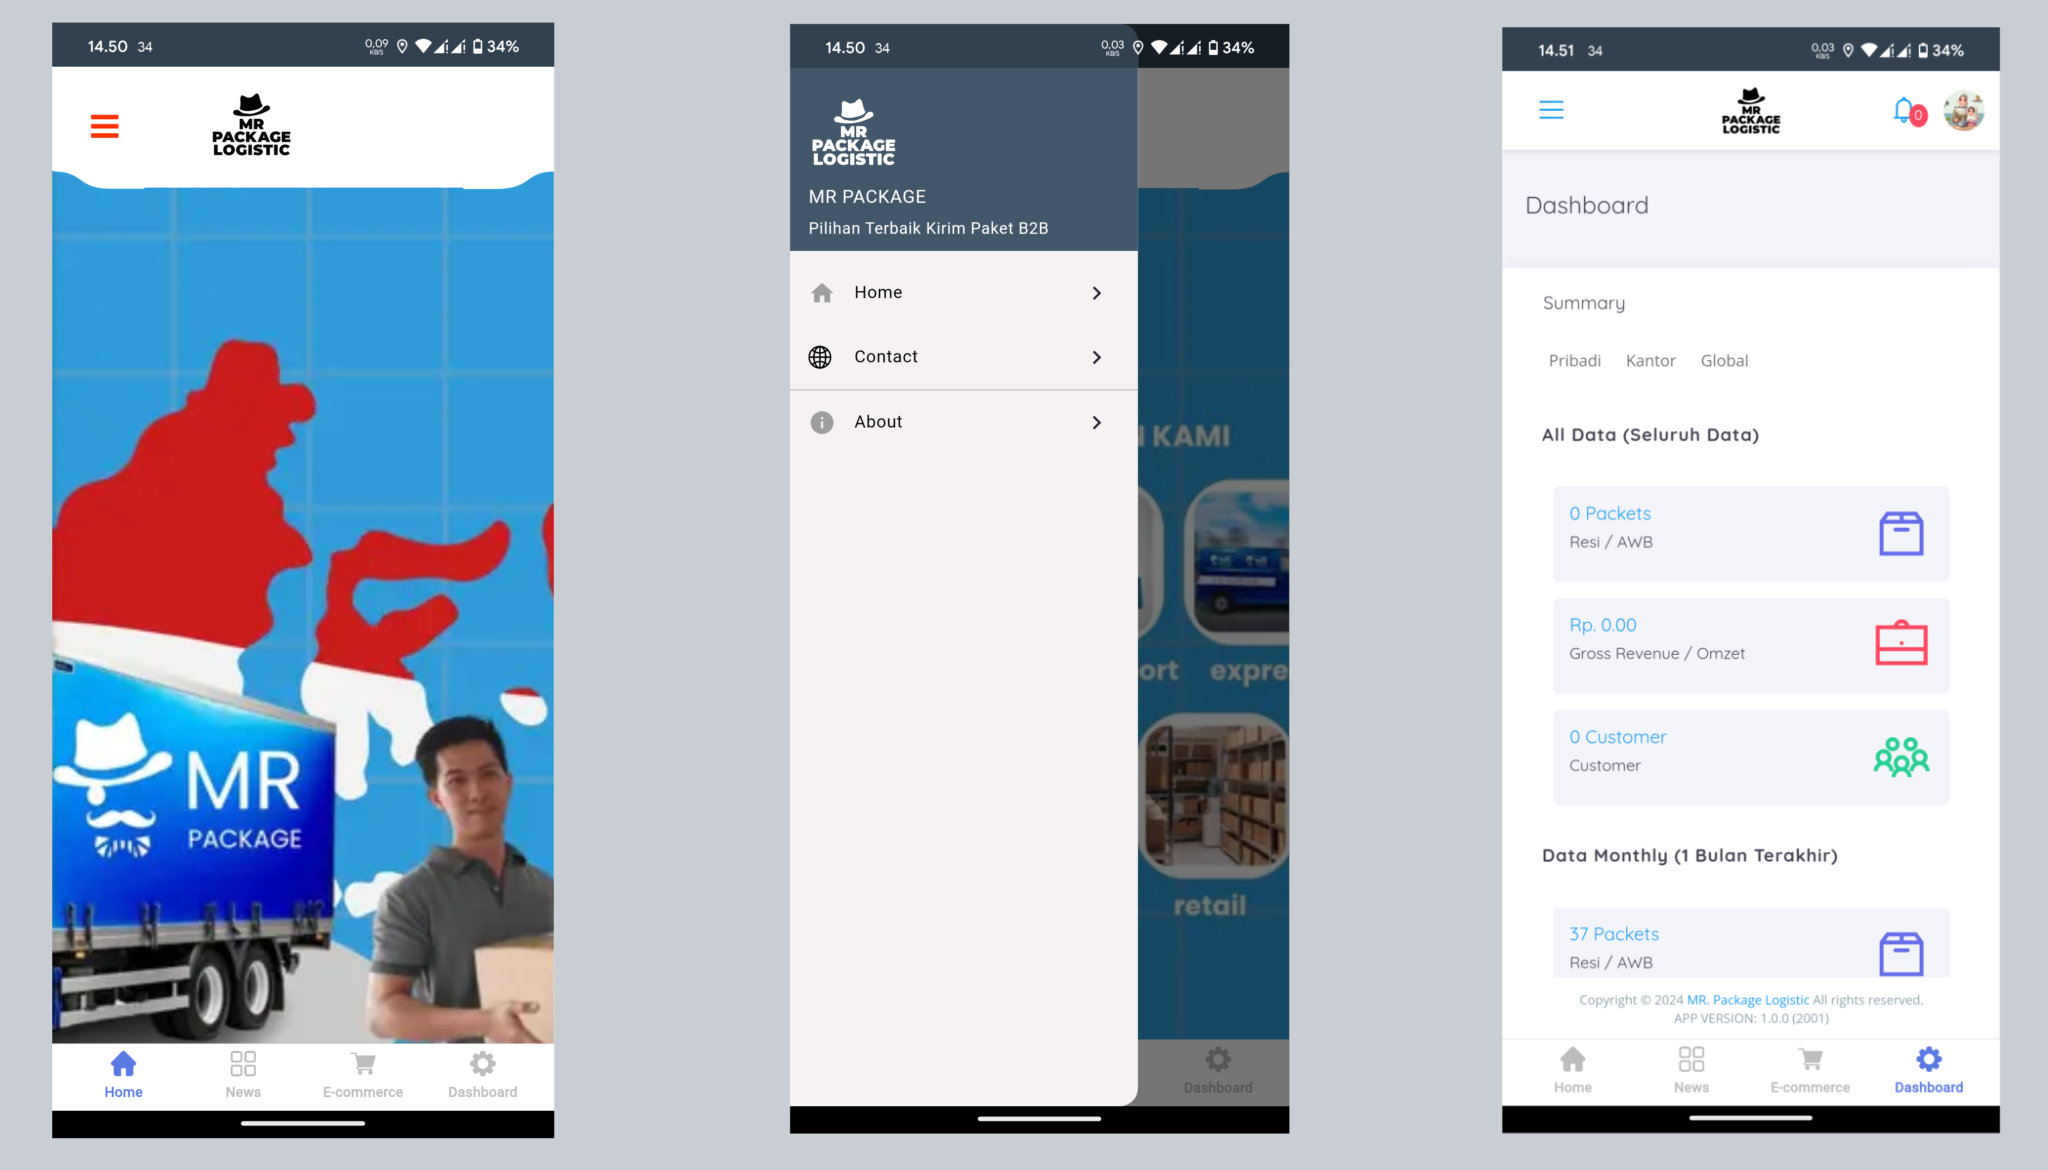 14.50 34
0,09 KB/S 34%
MR
PACKAGE
LOGISTIC
MR
PACKAGE
Home News E-commerce Dashboard
14.50 34
0,03 KB/S 34%
MR
PACKAGE
LOGISTIC
MR PACKAGE
Pilihan Terbaik Kirim Paket B2B
Home
Contact
About
KAMI
ort expre
retail
Dashboard
14.51 34
0,03 KB/S 34%
MR
PACKAGE
LOGISTIC
0
Dashboard
Summary
Pribadi Kantor Global
All Data (Seluruh Data)
0 Packets
Resi / AWB
Rp. 0.00
Gross Revenue / Omzet
0 Customer
Customer
Data Monthly (1 Bulan Terakhir)
37 Packets
Resi / AWB
Copyright © 2024 MR. Package Logistic All rights reserved.
APP VERSION: 1.0.0 (2001)
Home News E-commerce Dashboard